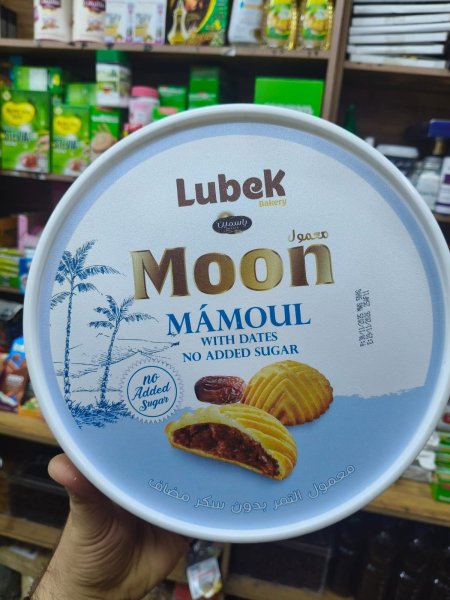 LubeK
Bakery
ياسمين
معمول
Moon
MÁMOUL
WITH DATES
NO ADDED SUGAR
no
Added
Sugar
معمول التمر بدون سكر مضاف